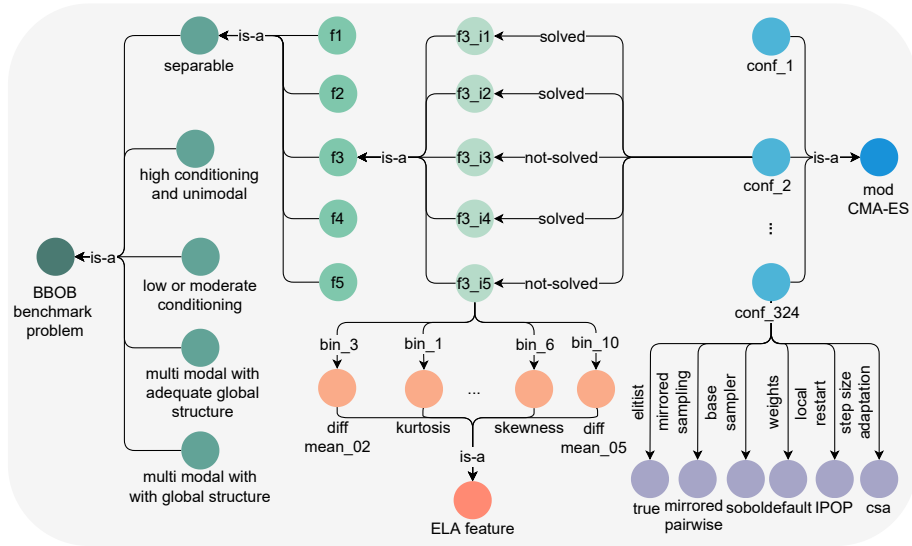 is-a
separable
high conditioning
and unimodal
is-a
BBOB
benchmark
problem
low or moderate
conditioning
multi modal with
adequate global
structure
multi modal with
with global structure
f1
f2
f3
f4
f5
is-a
f3_i1
f3_i2
f3_i3
f3_i4
f3_i5
solved
solved
not-solved
solved
not-solved
conf_1
conf_2
...
conf_324
is-a
mod
CMA-ES
bin_3
bin_1
bin_6
bin_10
...
diff
mean_02
kurtosis
skewness
diff
mean_05
is-a
ELA feature
elitist
mirrored
sampling
base
sampler
weights
local
restart
step size
adaptation
true
mirrored
pairwise
sobol
default
IPOP
csa